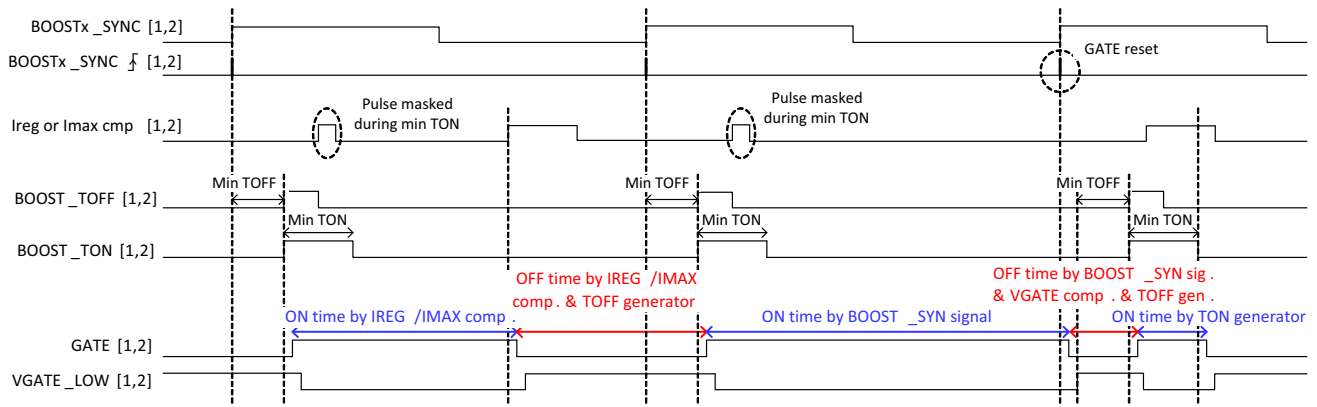 BOOSTx _SYNC [1,2]
GATE reset
BOOSTx _SYNC [1,2]
Pulse masked
during min TON
Pulse masked
during min TON
Ireg or Imax cmp [1,2]
Min TOFF
Min TOFF
Min TOFF
BOOST _TOFF [1,2]
Min TON
Min TON
Min TON
BOOST _TON [1,2]
OFF time by IREG /IMAX
comp . & TOFF generator
OFF time by BOOST _SYN sig .
& VGATE comp . & TOFF gen .
ON time by IREG /IMAX comp .
ON time by BOOST _SYN signal
ON time by TON generator
GATE [1,2]
VGATE _LOW [1,2]